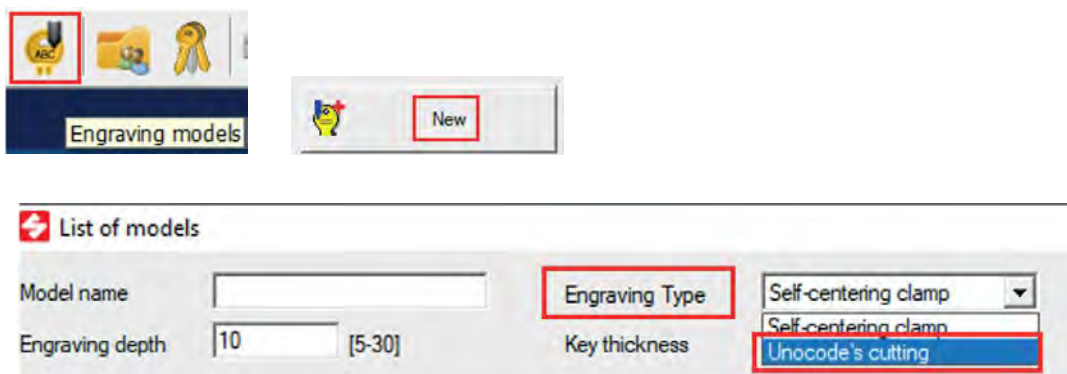 ABC
Engraving models
New
List of models
Model name
Engraving Type
Self-centering clamp
Engraving depth
10
[5-30]
Key thickness
Self-centering clamp
Unocode's cutting